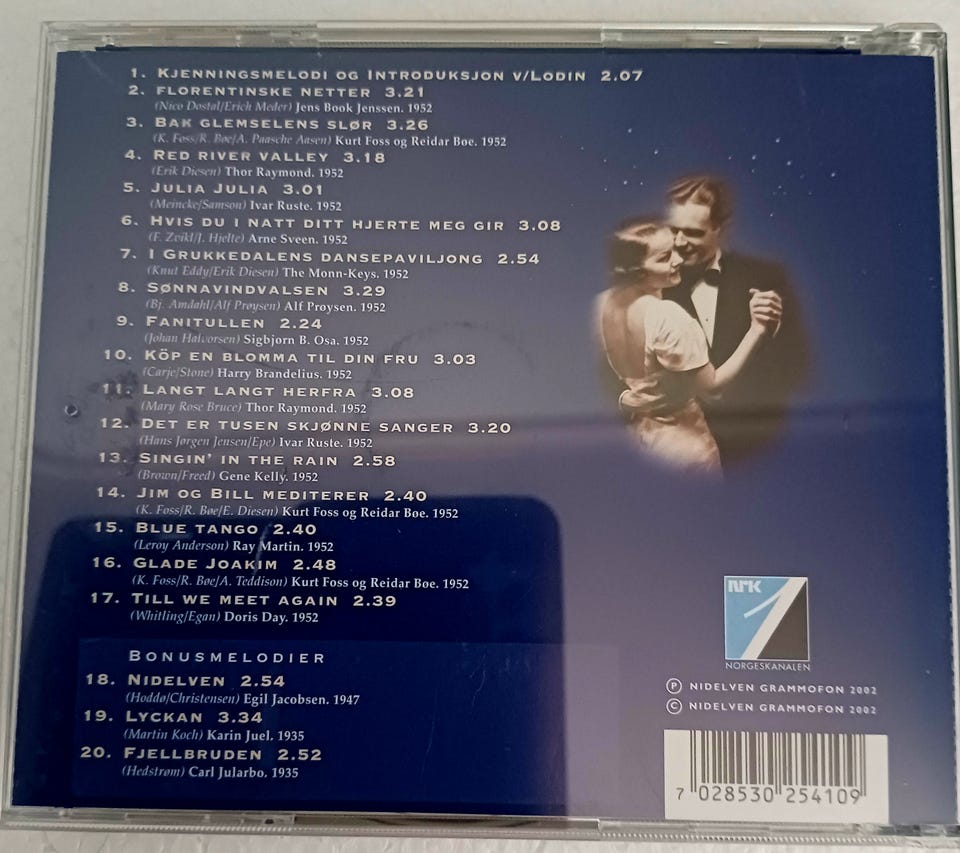 1. Kjenningsmelodi og Introduksjon v/Lodin 2.07
2. Florentinske netter 3.21
(Nico Dostal/Erich Meder) Jens Book Jenssen. 1952
3. Bak glemselens slør 3.26
(K. Foss/R. Bøe/A. Paasche Aasen) Kurt Foss og Reidar Bøe. 1952
4. Red River Valley 3.18
(Erik Diesen) Thor Raymond. 1952
5. Julia Julia 3.01
(Meincke/Samson) Ivar Ruste. 1952
6. Hvis du i natt ditt hjerte meg gir 3.08
(F. Zvikl/J. Hjelte) Arne Sveen. 1952
7. I Grukkedalens dansepaviljong 2.54
(Knut Eddy/Erik Diesen) The Monn-Keys. 1952
8. Sønnavindvalsen 3.29
(Bj. Amdahl/Alf Prøysen) Alf Prøysen. 1952
9. Fanitullen 2.24
(Johan Halvorsen) Sigbjorn B. Osa. 1952
10. Köp en blomma til din fru 3.03
(Carje/Stone) Harry Brandelius. 1952
11. Langt langt herfra 3.08
(Mary Rose Bruce) Thor Raymond. 1952
12. Det er tusen skjønne sanger 3.20
(Hans Jørgen Jensen/Epe) Ivar Ruste. 1952
13. Singin' in the rain 2.58
(Brown/Freed) Gene Kelly. 1952
14. Jim og Bill mediterer 2.40
(K. Foss/R. Bøe/E. Diesen) Kurt Foss og Reidar Bøe. 1952
15. Blue tango 2.40
(Leroy Anderson) Ray Martin. 1952
16. Glade Joakim 2.48
(K. Foss/R. Bøe/A. Teddison) Kurt Foss og Reidar Bøe. 1952
17. Till we meet again 2.39
(Whitling/Egan) Doris Day. 1952
Bonusmelodier
18. Nidelven 2.54
(Hoddø/Christensen) Egil Jacobsen. 1947
19. Lyckan 3.34
(Martin Koch) Karin Juel. 1935
20. Fjellbruden 2.52
(Hedstrøm) Carl Jularbo. 1935
NRK
1
NORGESKANALEN
Ⓟ NIDELVEN GRAMMOFON 2002
© NIDELVEN GRAMMOFON 2002
7 028530 254109